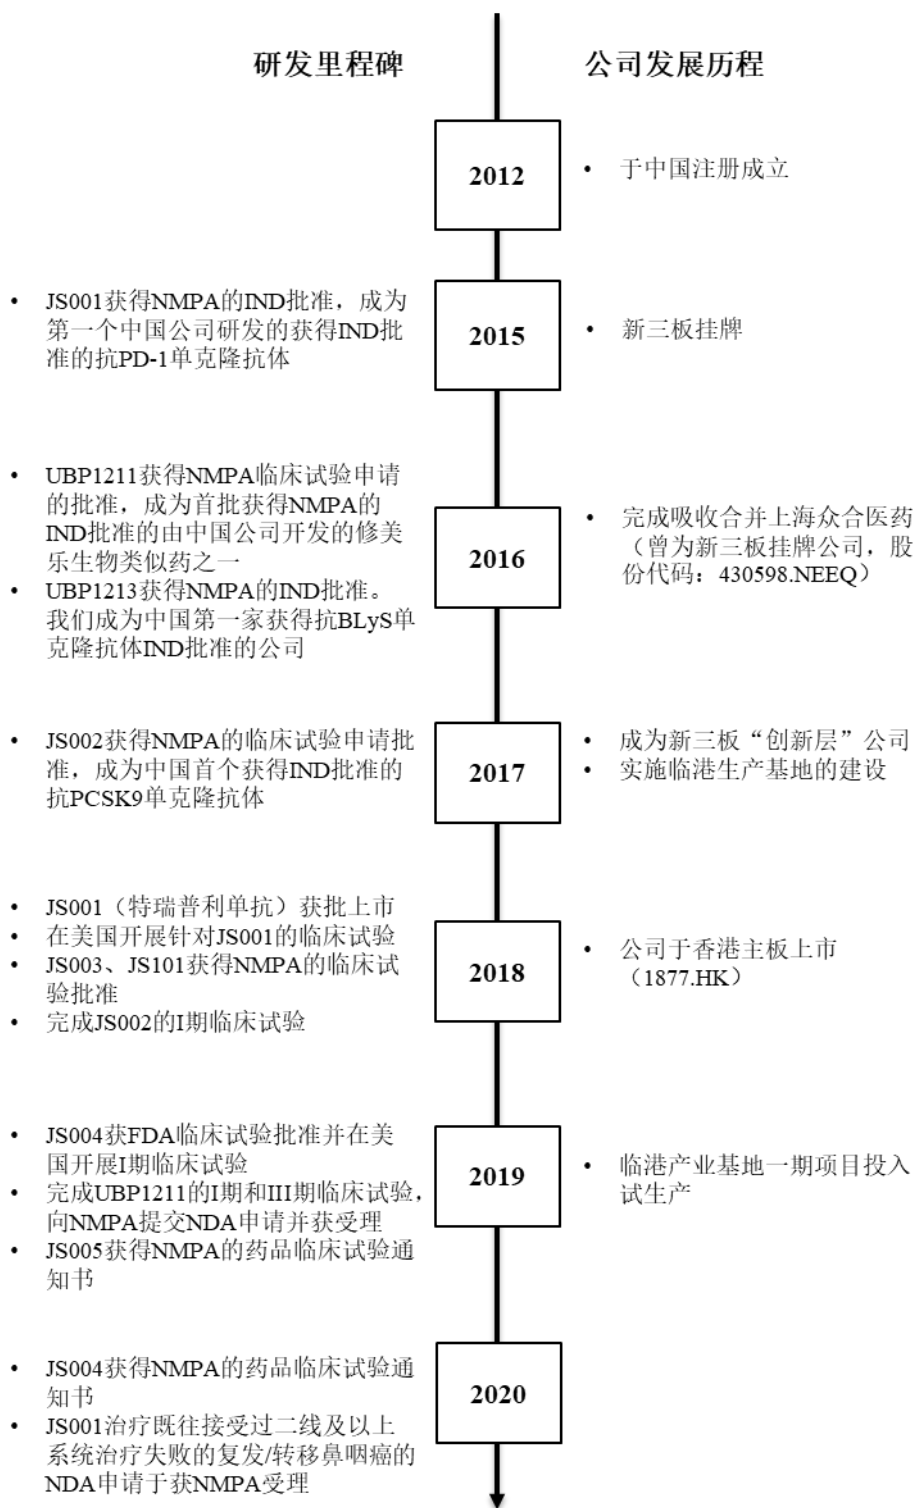 研发里程碑
公司发展历程
2012
• 于中国注册成立
• JS001获得NMPA的IND批准，成为
第一个中国公司研发的获得IND批
准的抗PD-1单克隆抗体
2015
• 新三板挂牌
• UBP1211获得NMPA临床试验申请
的批准，成为首批获得NMPA的
IND批准的由中国公司开发的修美
乐生物类似药之一
• UBP1213获得NMPA的IND批准。
我们成为中国第一家获得抗BLyS单
克隆抗体IND批准的公司
2016
• 完成吸收合并上海众合医药
（曾为新三板挂牌公司，股
份代码：430598.NEEQ）
• JS002获得NMPA的临床试验申请批
准，成为中国首个获得IND批准的
抗PCSK9单克隆抗体
2017
• 成为新三板“创新层”公司
• 实施临港生产基地的建设
• JS001（特瑞普利单抗）获批上市
• 在美国开展针对JS001的临床试验
• JS003、JS101获得NMPA的临床试
验批准
• 完成JS002的I期临床试验
2018
• 公司于香港主板上市
（1877.HK）
• JS004获FDA临床试验批准并在美
国开展I期临床试验
• 完成UBP1211的I期和III期临床试验，
向NMPA提交NDA申请并获受理
• JS005获得NMPA的药品临床试验通
知书
2019
• 临港产业基地一期项目投入
试生产
• JS004获得NMPA的药品临床试验通
知书
• JS001治疗既往接受过二线及以上
系统治疗失败的复发/转移鼻咽癌的
NDA申请于获NMPA受理
2020